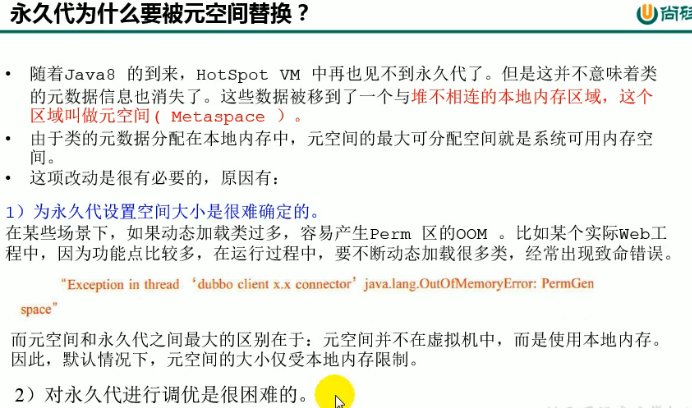 永久代为什么要被元空间替换？
尚硅
• 随着Java8 的到来，HotSpot VM 中再也见不到永久代了。但是这并不意味着类
的元数据信息也消失了。这些数据被移到了一个与堆不相连的本地内存区域，这个
区域叫做元空间( Metaspace ）。
• 由于类的元数据分配在本地内存中，元空间的最大可分配空间就是系统可用内存空
间。
• 这项改动是很有必要的，原因有：
1）为永久代设置空间大小是很难确定的。
在某些场景下，如果动态加载类过多，容易产生Perm 区的OOM 。比如某个实际Web工
程中，因为功能点比较多，在运行过程中，要不断动态加载很多类，经常出现致命错误。
“Exception in thread ‘dubbo client x.x connector’ java.lang.OutOfMemoryError: PermGen
space”
而元空间和永久代之间最大的区别在于：元空间并不在虚拟机中，而是使用本地内存。
因此，默认情况下，元空间的大小仅受本地内存限制。
2）对永久代进行调优是很困难的。